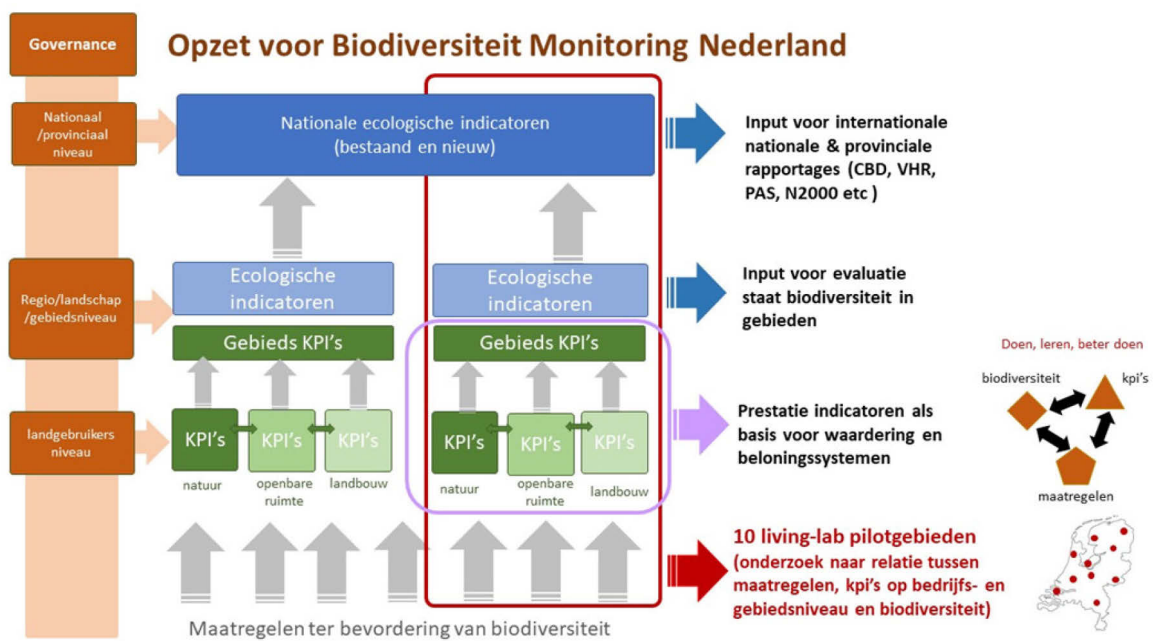 Governance
Opzet voor Biodiversiteit Monitoring Nederland
Nationaal
/provinciaal
niveau
Nationale ecologische indicatoren
(bestaand en nieuw)
Input voor internationale
nationale & provinciale
rapportages (CBD, VHR,
PAS, N2000 etc )
Regio/landschap
/gebiedsniveau
Ecologische
indicatoren
Ecologische
indicatoren
Input voor evaluatie
staat biodiversiteit in
gebieden
Gebieds KPI's
Gebieds KPI's
Doen, leren, beter doen
biodiversiteit
kpi's
maatregelen
landgebruikers
niveau
KPI's
KPI's
KPI's
KPI's
KPI's
KPI's
natuur
openbare
ruimte
landbouw
natuur
openbare
ruimte
landbouw
Prestatie indicatoren als
basis voor waardering en
beloningssystemen
10 living-lab pilotgebieden
(onderzoek naar relatie tussen
maatregelen, kpi's op bedrijfs- en
gebiedsniveau en biodiversiteit)
Maatregelen ter bevordering van biodiversiteit